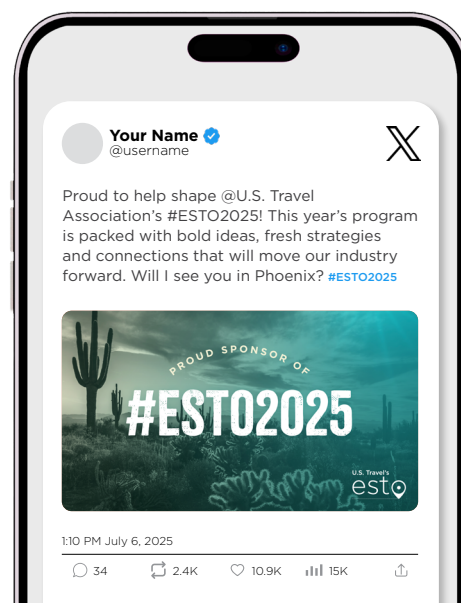 Your Name
@username
Proud to help shape @U.S. Travel
Association's #ESTO2025! This year's program
is packed with bold ideas, fresh strategies
and connections that will move our industry
forward. Will I see you in Phoenix? #ESTO2025
PROUD SPONSOR OF
#ESTO2025
U.S. Travel's
esto
1:10 PM July 6, 2025
34 2.4K 10.9K 15K